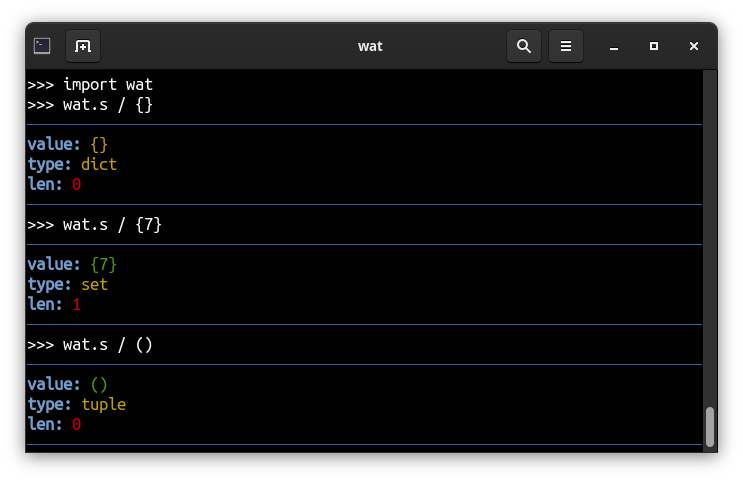 wat
>>> import wat
>>> wat.s / {}
value: {}
type: dict
len: 0
>>> wat.s / {7}
value: {7}
type: set
len: 1
>>> wat.s / ()
value: ()
type: tuple
len: 0